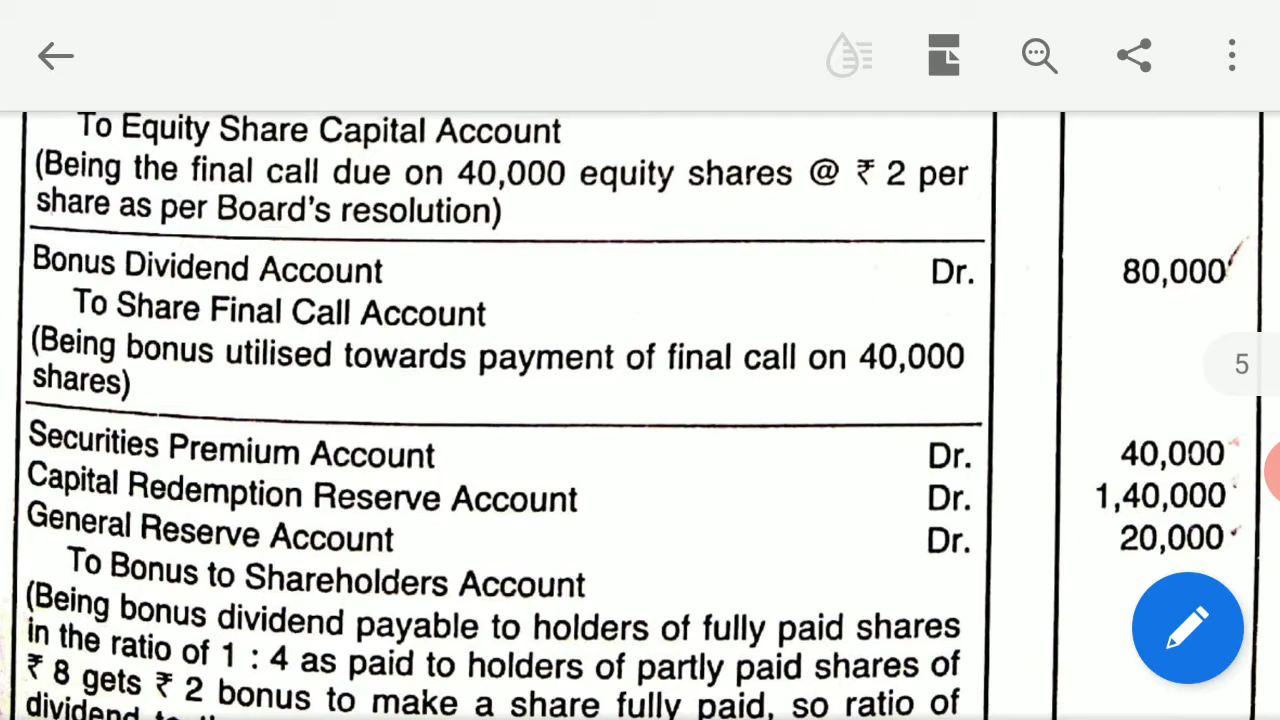 To Equity Share Capital Account
(Being the final call due on 40,000 equity shares @ ₹ 2 per
share as per Board's resolution)
Bonus Dividend Account Dr. 80,000
To Share Final Call Account
(Being bonus utilised towards payment of final call on 40,000
shares)
5
Securities Premium Account Dr. 40,000
Capital Redemption Reserve Account Dr. 1,40,000
General Reserve Account Dr. 20,000
To Bonus to Shareholders Account
(Being bonus dividend payable to holders of fully paid shares
in the ratio of 1 : 4 as paid to holders of partly paid shares of
₹ 8 gets ₹ 2 bonus to make a share fully paid, so ratio of
dividend